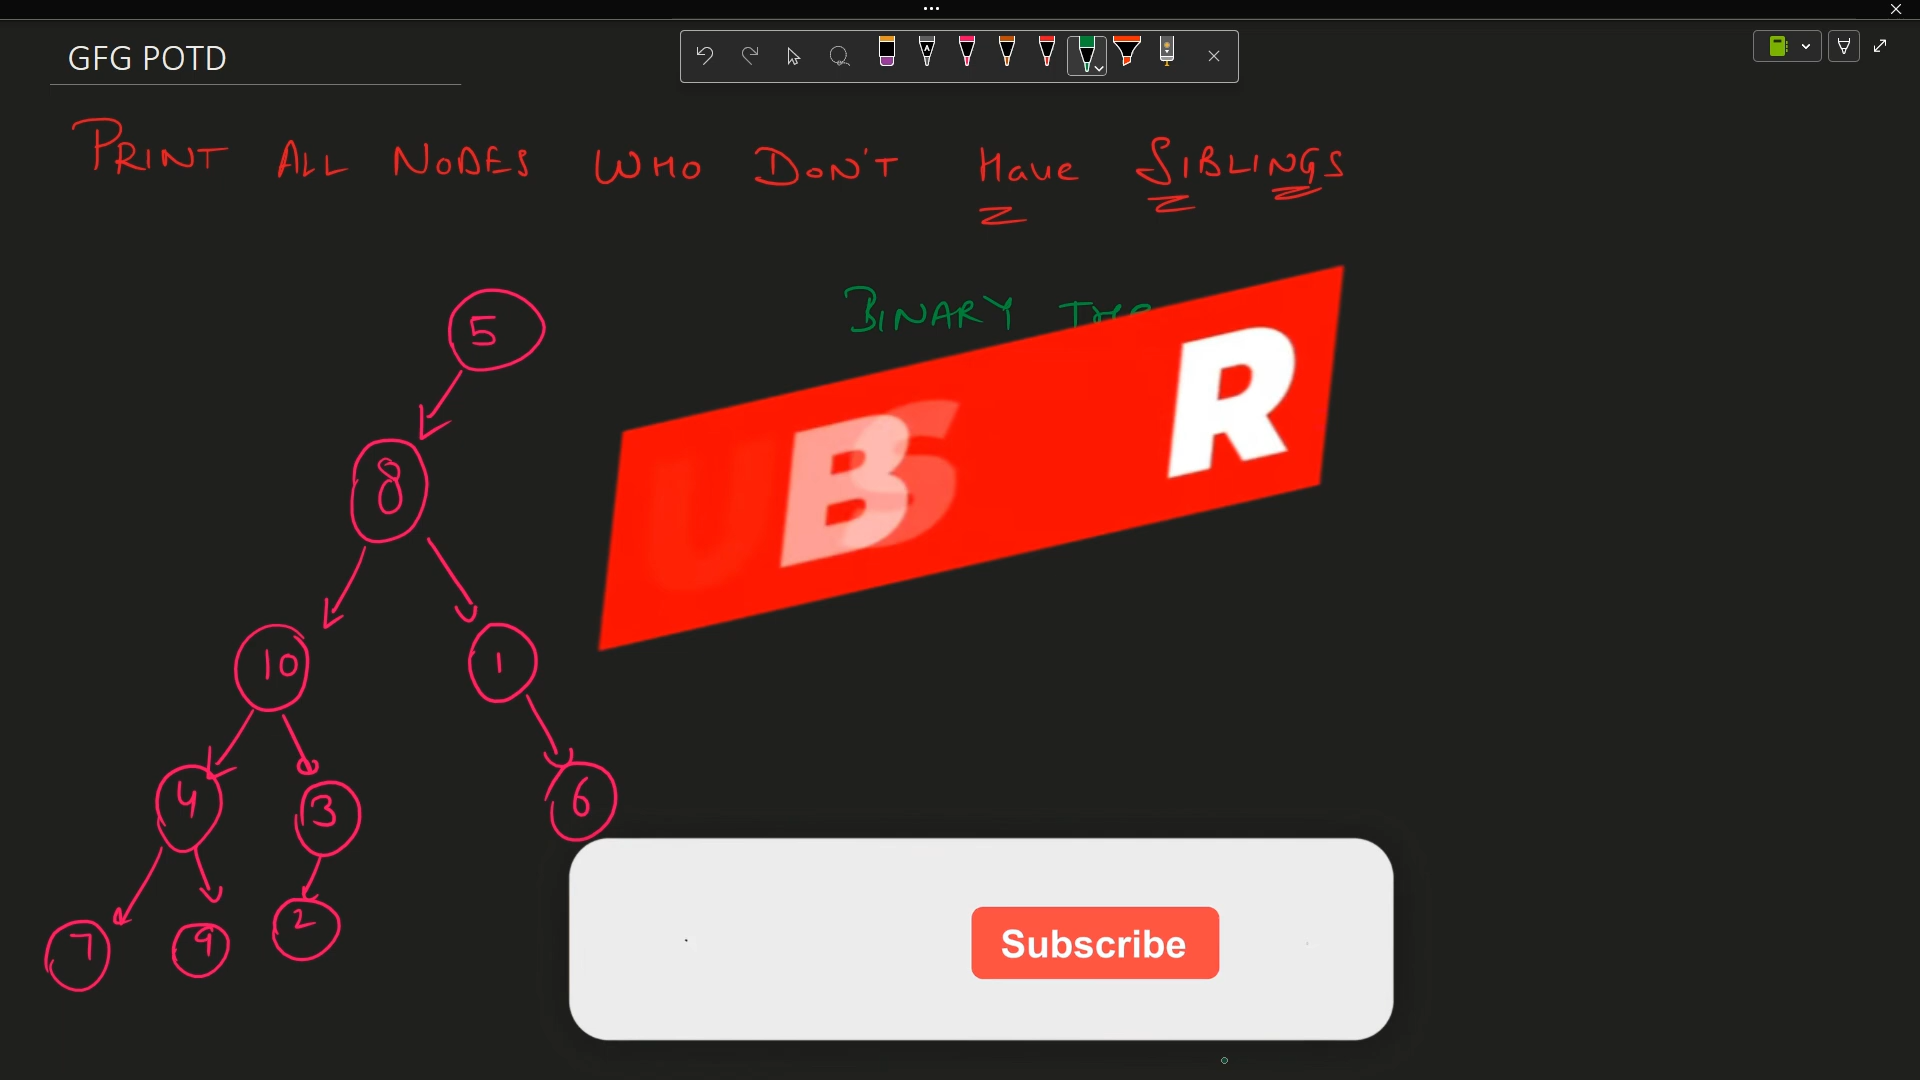 GFG POTD
PRINT ALL NODES WHO DON'T Have SIBLINGS
BINARY
5
8
10 1
4 3 6
7 9 2
UBS R
Subscribe